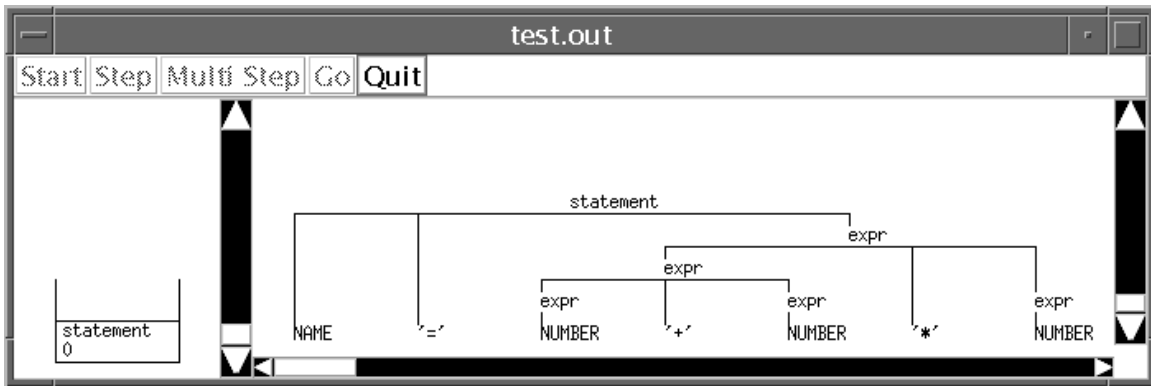 test.out
Start Step Multi Step Go Quit
statement
expr
expr
expr expr expr
statement
0
NAME '=' NUMBER '+' NUMBER '*' NUMBER